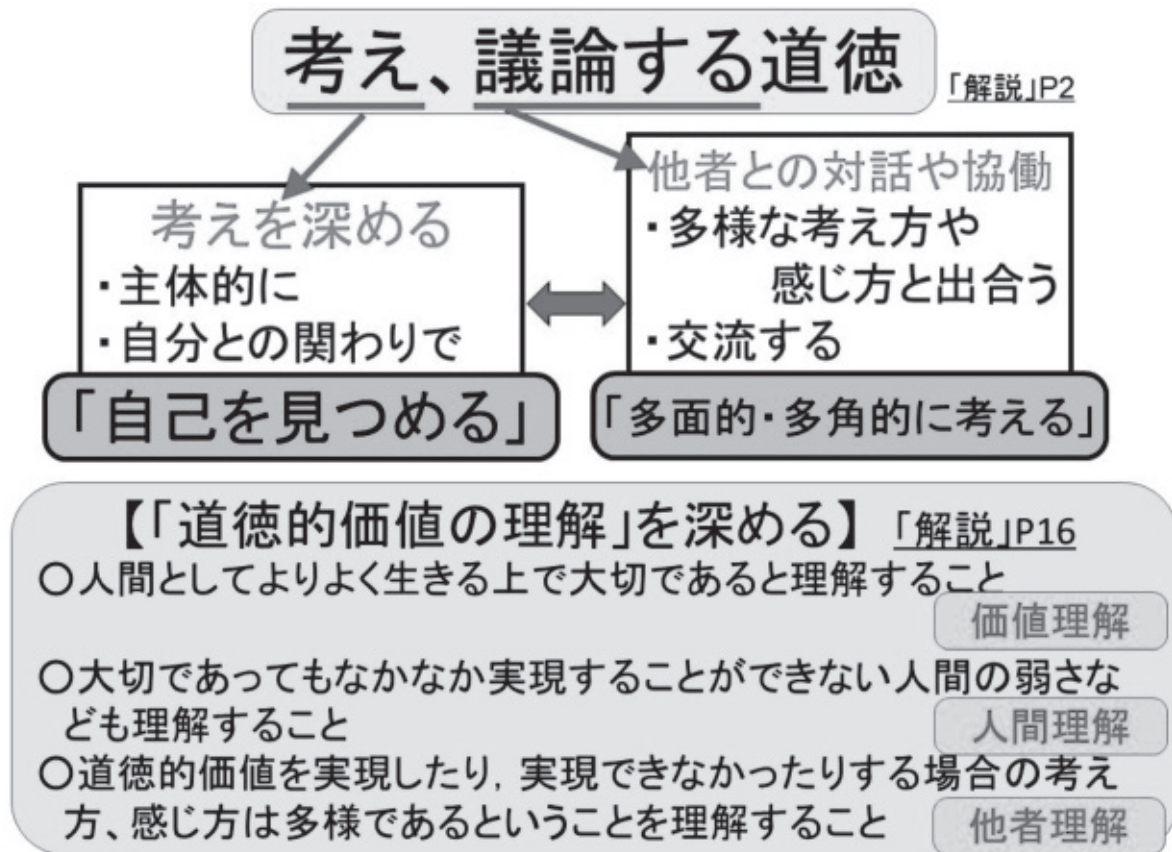 考え、議論する道徳
「解説」P2
考えを深める
・主体的に
・自分との関わりで
「自己を見つめる」
他者との対話や協働
・多様な考え方や
感じ方と出合う
・交流する
「多面的・多角的に考える」
【「道徳的価値の理解」を深める】 「解説」P16
○人間としてよりよく生きる上で大切であると理解すること
価値理解
○大切であってもなかなか実現することができない人間の弱さな
ども理解すること
人間理解
○道徳的価値を実現したり，実現できなかったりする場合の考え
方、感じ方は多様であるということを理解すること
他者理解